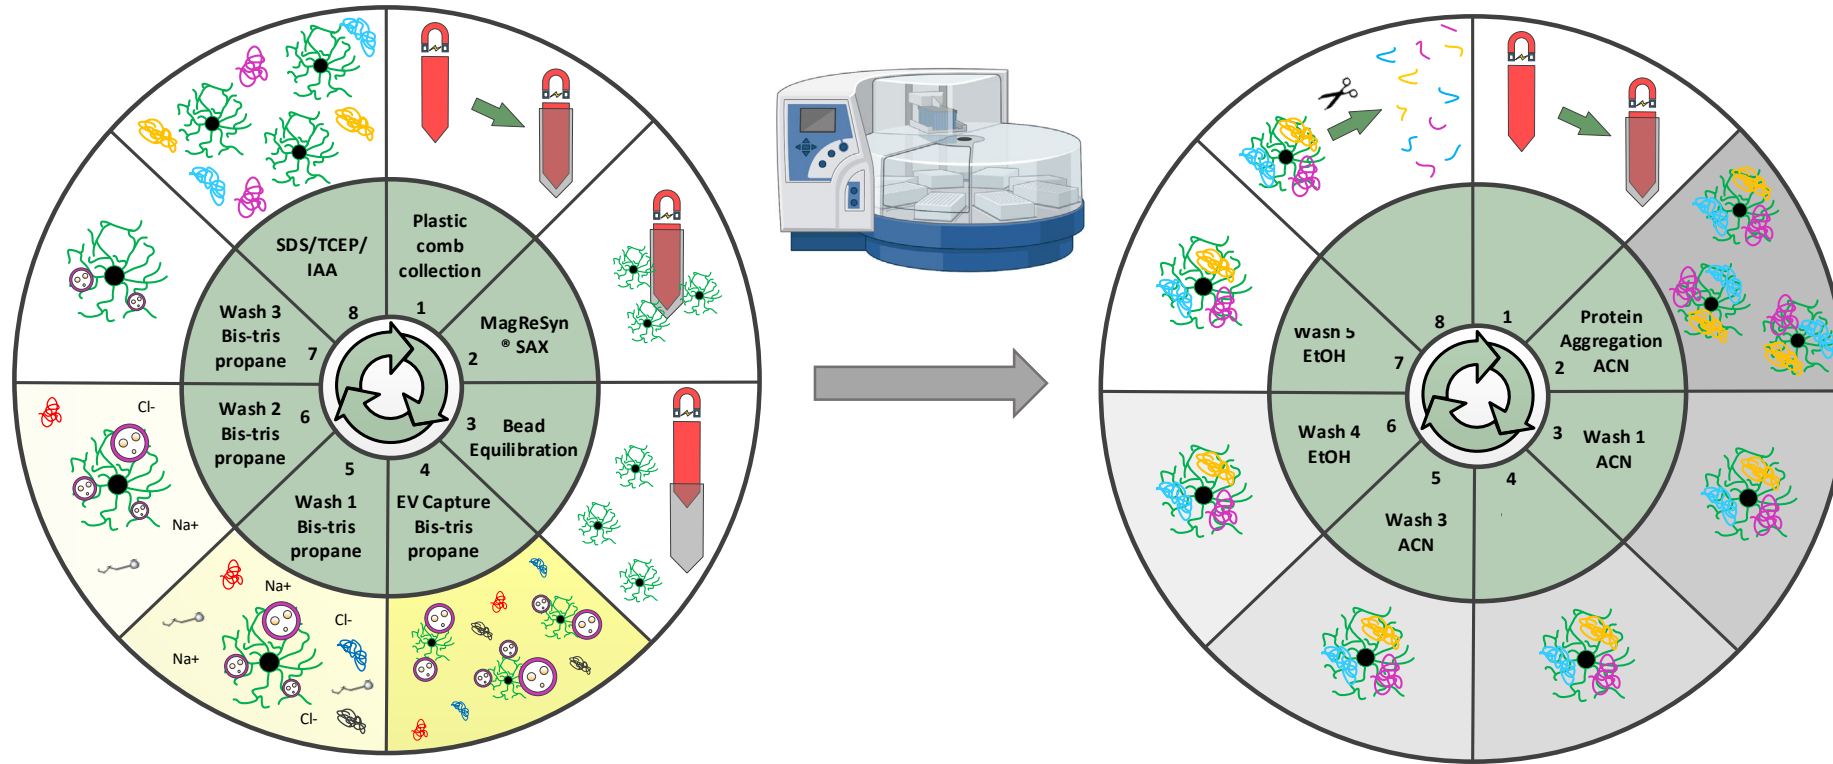 Plastic
comb
collection
1
MagReSyn
® SAX
2
3
Bead
Equilibration
4
EV Capture
Bis-tris
propane
5
Wash 1
Bis-tris
propane
6
Wash 2
Bis-tris
propane
7
Wash 3
Bis-tris
propane
8
SDS/TCEP/
IAA
Cl-
Na+
Na+
Cl-
Na+
Cl-
1
Protein
Aggregation
ACN
2
3
Wash 1
ACN
4
5
Wash 3
ACN
6
Wash 4
EtOH
7
Wash 5
EtOH
8